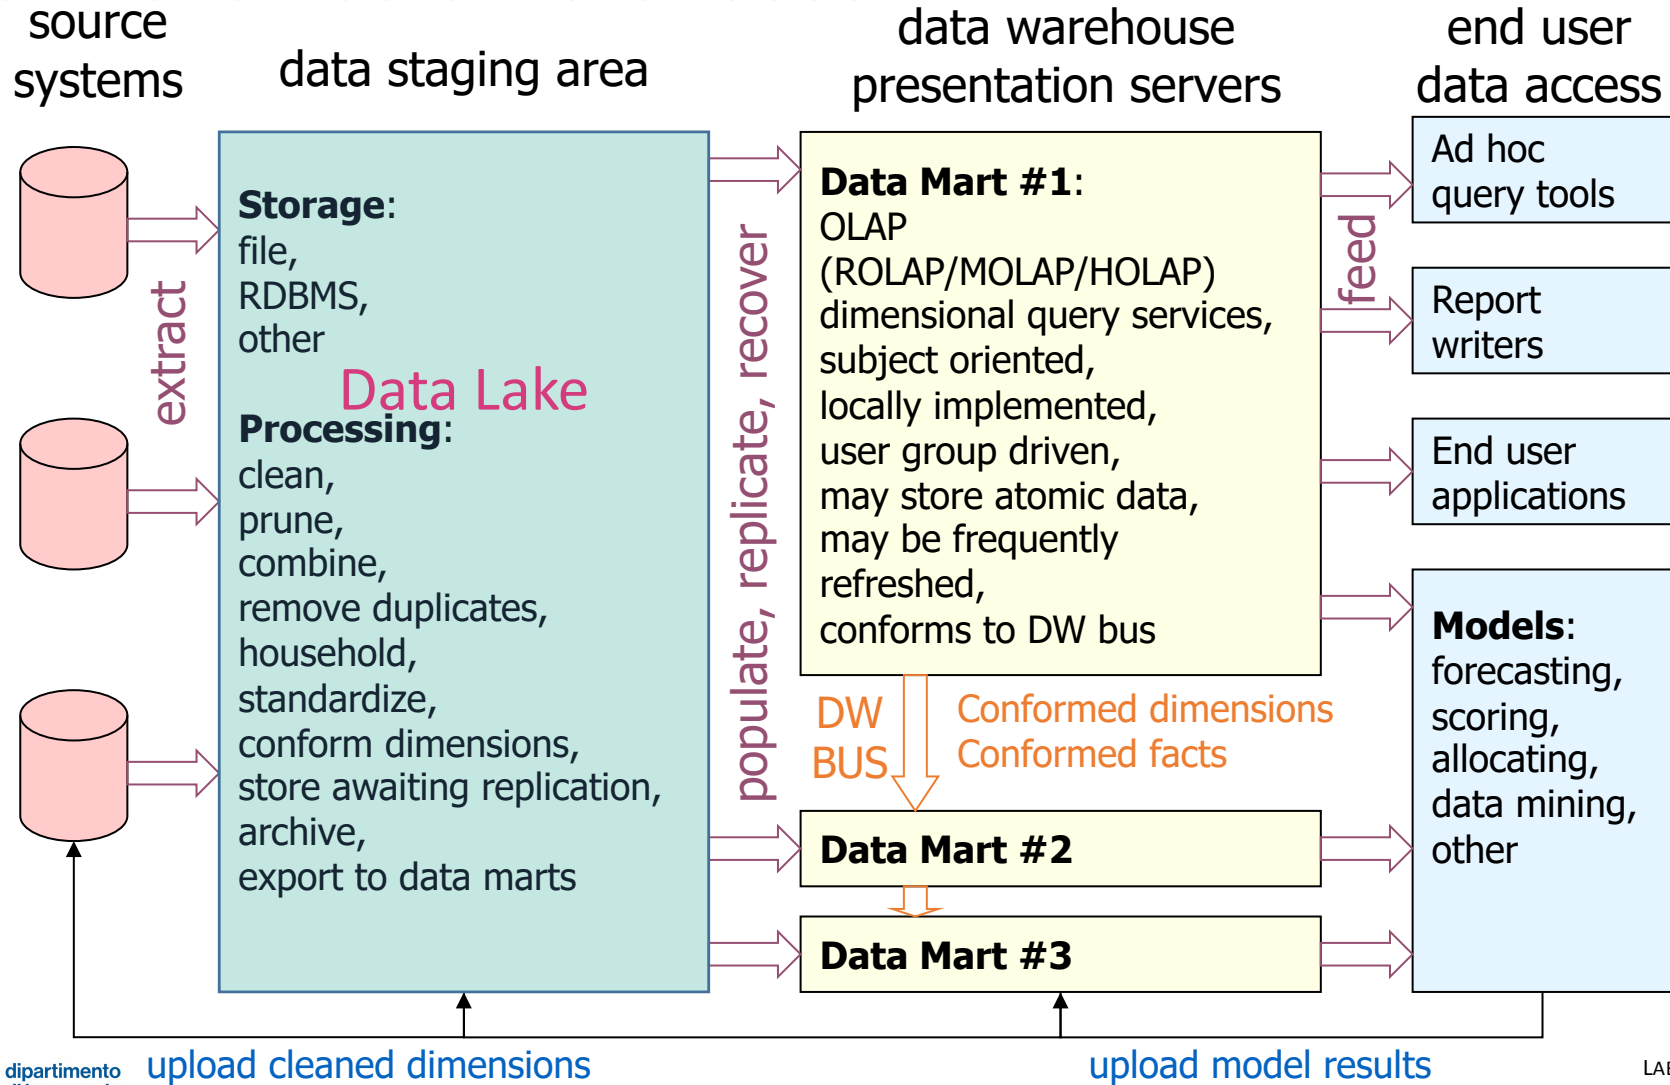 source
systems
data staging area
data warehouse
presentation servers
end user
data access
extract
Storage:
file,
RDBMS,
other
Data Lake
Processing:
clean,
prune,
combine,
remove duplicates,
household,
standardize,
conform dimensions,
store awaiting replication,
archive,
export to data marts
populate, replicate, recover
Data Mart #1:
OLAP
(ROLAP/MOLAP/HOLAP)
dimensional query services,
subject oriented,
locally implemented,
user group driven,
may store atomic data,
may be frequently
refreshed,
conforms to DW bus
DW
BUS
Conformed dimensions
Conformed facts
Data Mart #2
Data Mart #3
feed
Ad hoc
query tools
Report
writers
End user
applications
Models:
forecasting,
scoring,
allocating,
data mining,
other
upload cleaned dimensions
upload model results
dipartimento